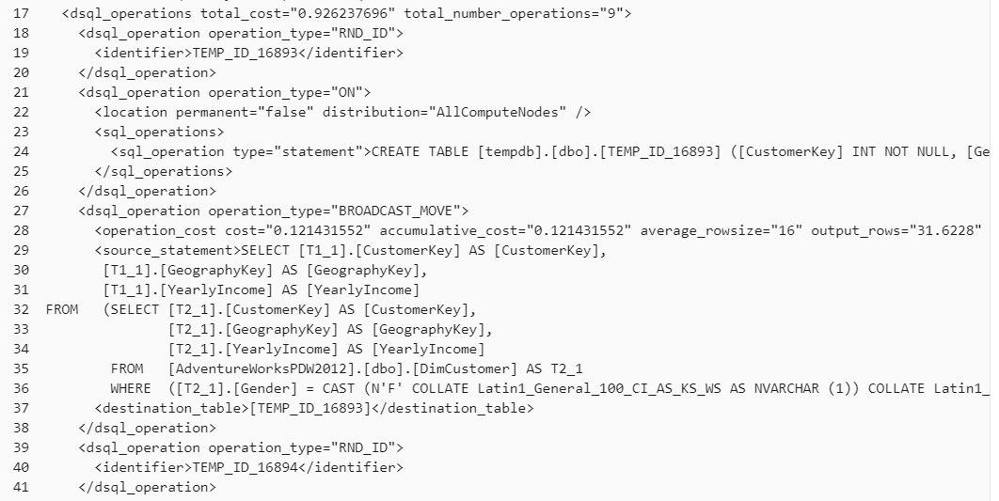 17 <dsql_operations total_cost="0.926237696" total_number_operations="9">
18 <dsql_operation operation_type="RND_ID">
19 <identifier>TEMP_ID_16893</identifier>
20 </dsql_operation>
21 <dsql_operation operation_type="ON">
22 <location permanent="false" distribution="AllComputeNodes" />
23 <sql_operations>
24 <sql_operation type="statement">CREATE TABLE [tempdb].[dbo].[TEMP_ID_16893] ([CustomerKey] INT NOT NULL, [Ge
25 </sql_operations>
26 </dsql_operation>
27 <dsql_operation operation_type="BROADCAST_MOVE">
28 <operation_cost cost="0.121431552" accumulative_cost="0.121431552" average_rowsize="16" output_rows="31.6228"
29 <source_statement>SELECT [T1_1].[CustomerKey] AS [CustomerKey],
30 [T1_1].[GeographyKey] AS [GeographyKey],
31 [T1_1].[YearlyIncome] AS [YearlyIncome]
32 FROM (SELECT [T2_1].[CustomerKey] AS [CustomerKey],
33 [T2_1].[GeographyKey] AS [GeographyKey],
34 [T2_1].[YearlyIncome] AS [YearlyIncome]
35 FROM [AdventureWorksPDW2012].[dbo].[DimCustomer] AS T2_1
36 WHERE ([T2_1].[Gender] = CAST (N'F' COLLATE Latin1_General_100_CI_AS_KS_WS AS NVARCHAR (1)) COLLATE Latin1_
37 <destination_table>[TEMP_ID_16893]</destination_table>
38 </dsql_operation>
39 <dsql_operation operation_type="RND_ID">
40 <identifier>TEMP_ID_16894</identifier>
41 </dsql_operation>